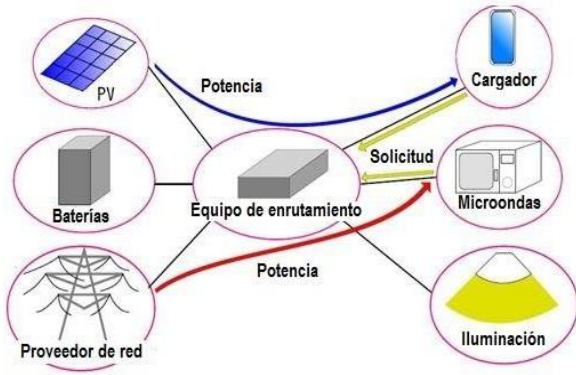 PV
Potencia
Cargador
Baterías
Equipo de enrutamiento
Solicitud
Microondas
Potencia
Proveedor de red
Iluminación